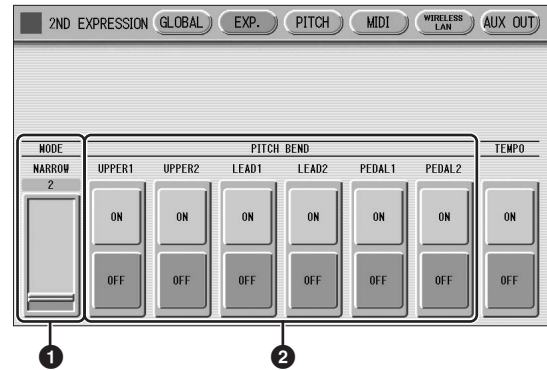 2ND EXPRESSION GLOBAL EXP. PITCH MIDI WIRELESS LAN AUX OUT
MODE PITCH BEND TEMPO
NARROW UPPER1 UPPER2 LEAD1 LEAD2 PEDAL1 PEDAL2
2
ON ON ON ON ON ON ON
OFF OFF OFF OFF OFF OFF OFF
1 2